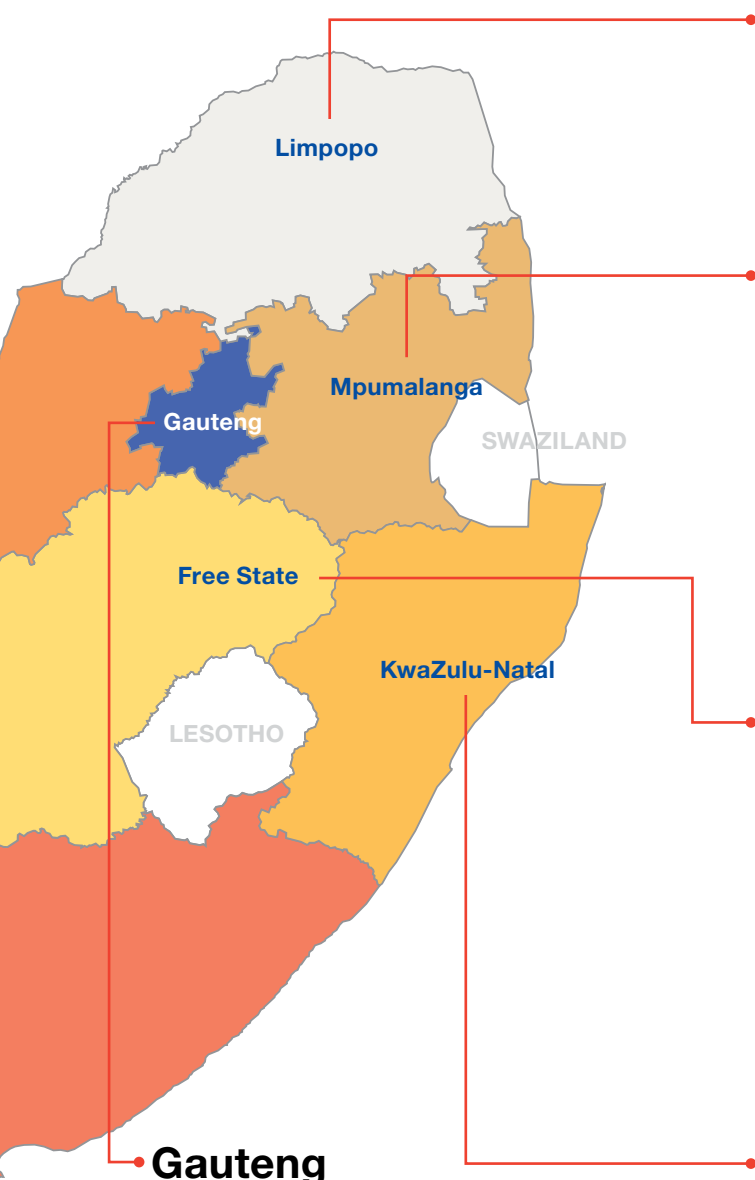 Limpopo
Mpumalanga
Gauteng
SWAZILAND
Free State
KwaZulu-Natal
LESOTHO
Gauteng